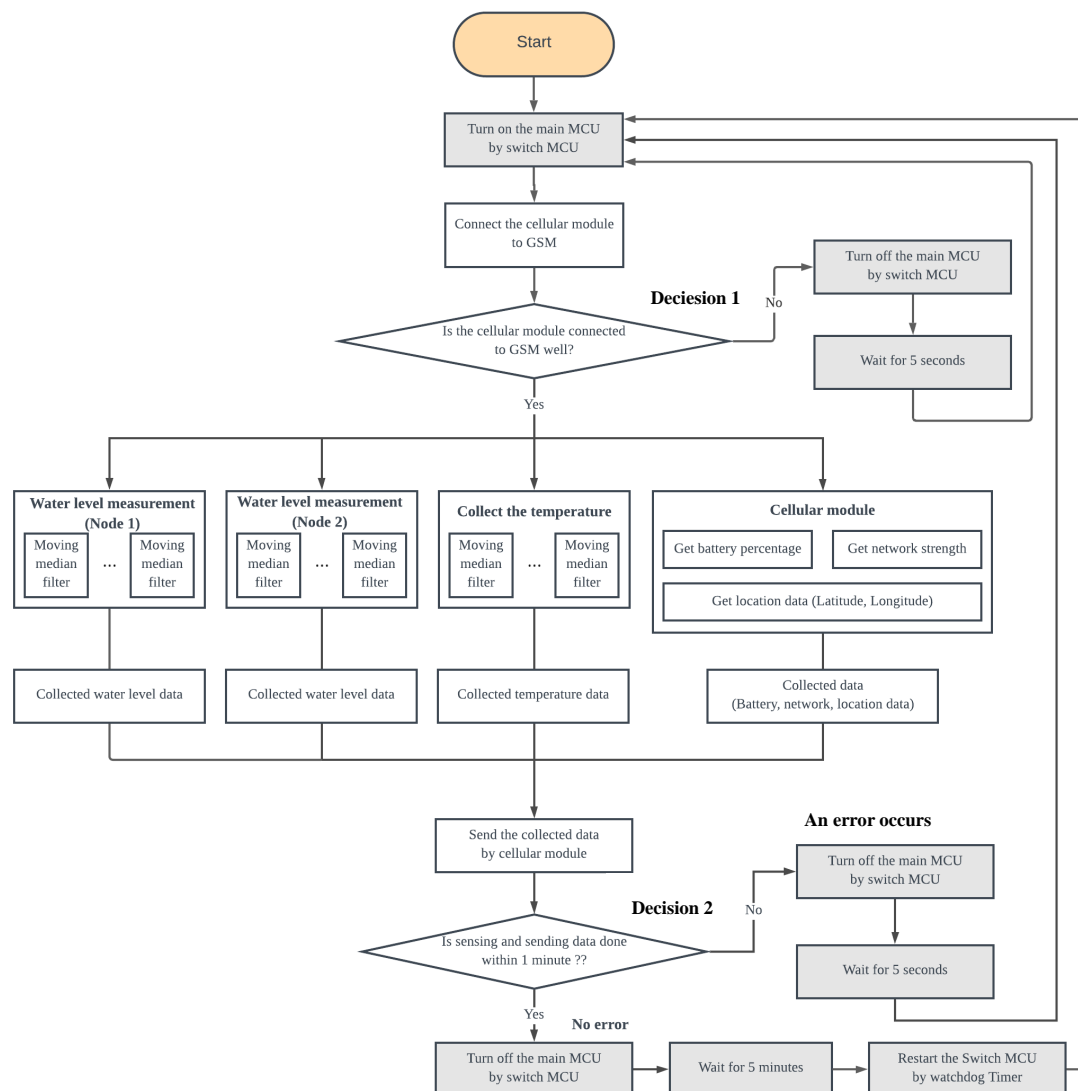 Start
Turn on the main MCU
by switch MCU
Connect the cellular module
to GSM
Deciesion 1
No
Turn off the main MCU
by switch MCU
Is the cellular module connected
to GSM well?
Wait for 5 seconds
Yes
Water level measurement
(Node 1)
Moving
median
filter
...
Moving
median
filter
Water level measurement
(Node 2)
Moving
median
filter
...
Moving
median
filter
Collect the temperature
Moving
median
filter
...
Moving
median
filter
Cellular module
Get battery percentage
Get network strength
Get location data (Latitude, Longitude)
Collected water level data
Collected water level data
Collected temperature data
Collected data
(Battery, network, location data)
Send the collected data
by cellular module
An error occurs
Turn off the main MCU
by switch MCU
Decision 2
No
Is sensing and sending data done
within 1 minute ??
Wait for 5 seconds
Yes
No error
Turn off the main MCU
by switch MCU
Wait for 5 minutes
Restart the Switch MCU
by watchdog Timer